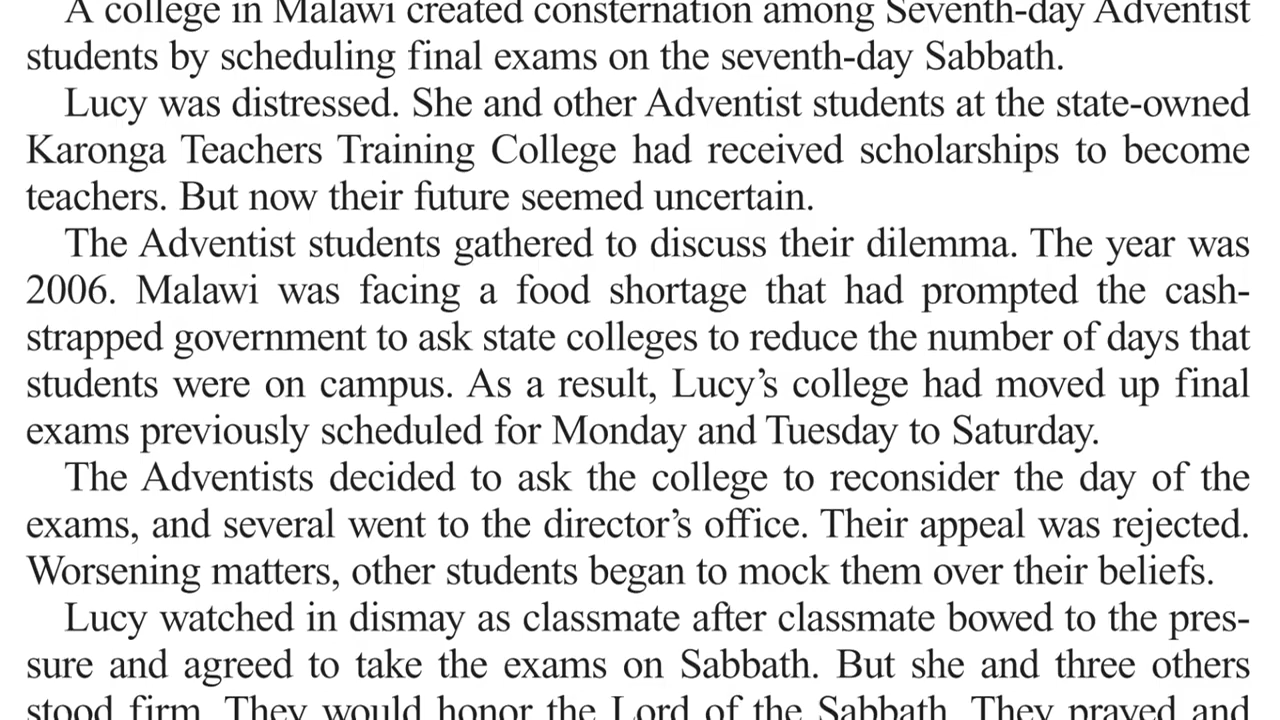 A college in Malawi created consternation among Seventh-day Adventist
students by scheduling final exams on the seventh-day Sabbath.
Lucy was distressed. She and other Adventist students at the state-owned
Karonga Teachers Training College had received scholarships to become
teachers. But now their future seemed uncertain.
The Adventist students gathered to discuss their dilemma. The year was
2006. Malawi was facing a food shortage that had prompted the cash-
strapped government to ask state colleges to reduce the number of days that
students were on campus. As a result, Lucy’s college had moved up final
exams previously scheduled for Monday and Tuesday to Saturday.
The Adventists decided to ask the college to reconsider the day of the
exams, and several went to the director’s office. Their appeal was rejected.
Worsening matters, other students began to mock them over their beliefs.
Lucy watched in dismay as classmate after classmate bowed to the pres-
sure and agreed to take the exams on Sabbath. But she and three others
stood firm. They would honor the Lord of the Sabbath. They prayed and